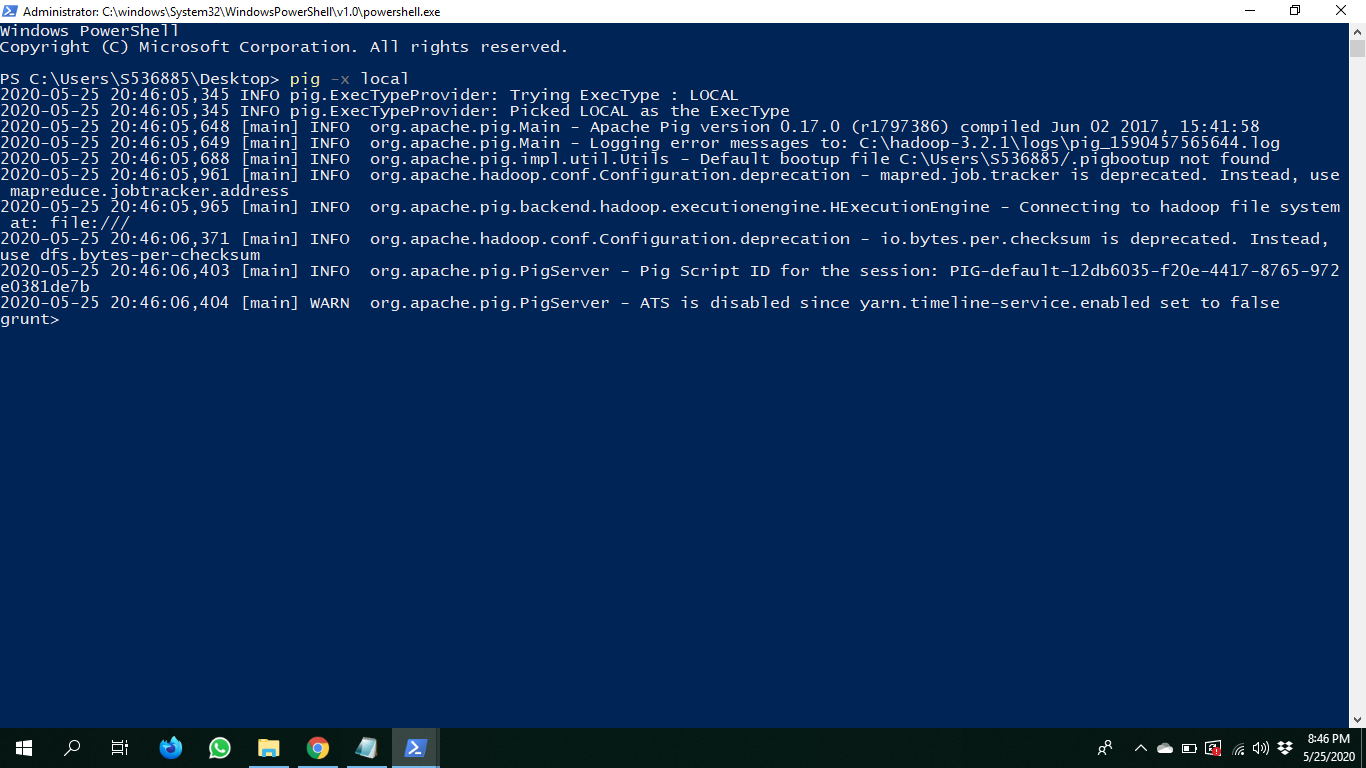 Administrator: C:\windows\System32\WindowsPowerShell\v1.0\powershell.exe
Windows PowerShell
Copyright (C) Microsoft Corporation. All rights reserved.
PS C:\Users\S536885\Desktop> pig -x local
2020-05-25 20:46:05,345 INFO pig.ExecTypeProvider: Trying ExecType : LOCAL
2020-05-25 20:46:05,345 INFO pig.ExecTypeProvider: Picked LOCAL as the ExecType
2020-05-25 20:46:05,648 [main] INFO  org.apache.pig.Main - Apache Pig version 0.17.0 (r1797386) compiled Jun 02 2017, 15:41:58
2020-05-25 20:46:05,649 [main] INFO  org.apache.pig.Main - Logging error messages to: C:\hadoop-3.2.1\logs\pig_1590457565644.log
2020-05-25 20:46:05,688 [main] INFO  org.apache.pig.impl.util.Utils - Default bootup file C:\Users\S536885/.pigbootup not found
2020-05-25 20:46:05,961 [main] INFO  org.apache.hadoop.conf.Configuration.deprecation - mapred.job.tracker is deprecated. Instead, use
mapreduce.jobtracker.address
2020-05-25 20:46:05,965 [main] INFO  org.apache.pig.backend.hadoop.executionengine.HExecutionEngine - Connecting to hadoop file system
at: file:///
2020-05-25 20:46:06,371 [main] INFO  org.apache.hadoop.conf.Configuration.deprecation - io.bytes.per.checksum is deprecated. Instead,
use dfs.bytes-per-checksum
2020-05-25 20:46:06,403 [main] INFO  org.apache.pig.PigServer - Pig Script ID for the session: PIG-default-12db6035-f20e-4417-8765-972
e0381de7b
2020-05-25 20:46:06,404 [main] WARN  org.apache.pig.PigServer - ATS is disabled since yarn.timeline-service.enabled set to false
grunt>
8:46 PM
5/25/2020